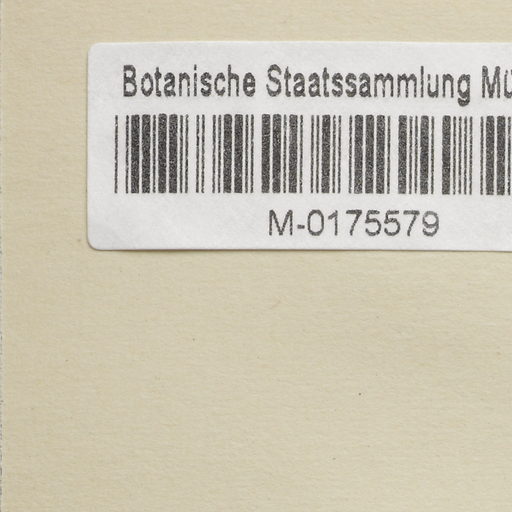 Botanische Staatssammlung Mü
M-0175579